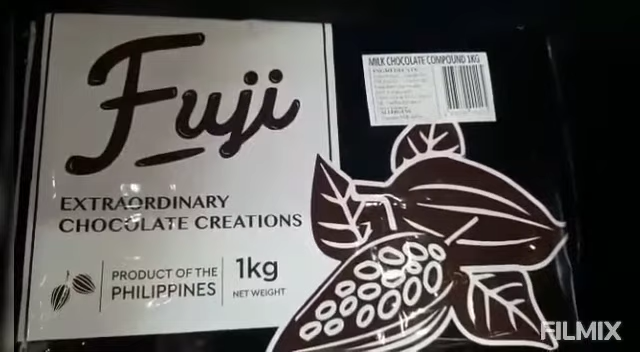 Fuji
EXTRAORDINARY
CHOCOLATE CREATIONS
PRODUCT OF THE
PHILIPPINES
1kg
NET WEIGHT
MILK CHOCOLATE COMPOUND 1KG
INGREDIENTS
FILMIX